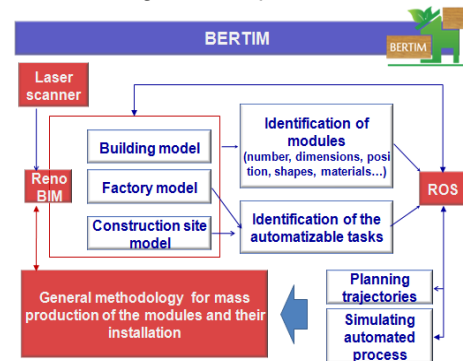 BERTIM
BERTIM
Laser
scanner
Building model
Identification of
modules
(number, dimensions, posi
tion, shapes, materials...)
Reno
BIM
Factory model
ROS
Construction site
model
Identification of the
automatizable tasks
General methodology for mass
production of the modules and their
installation
Planning
trajectories
Simulating
automated
process